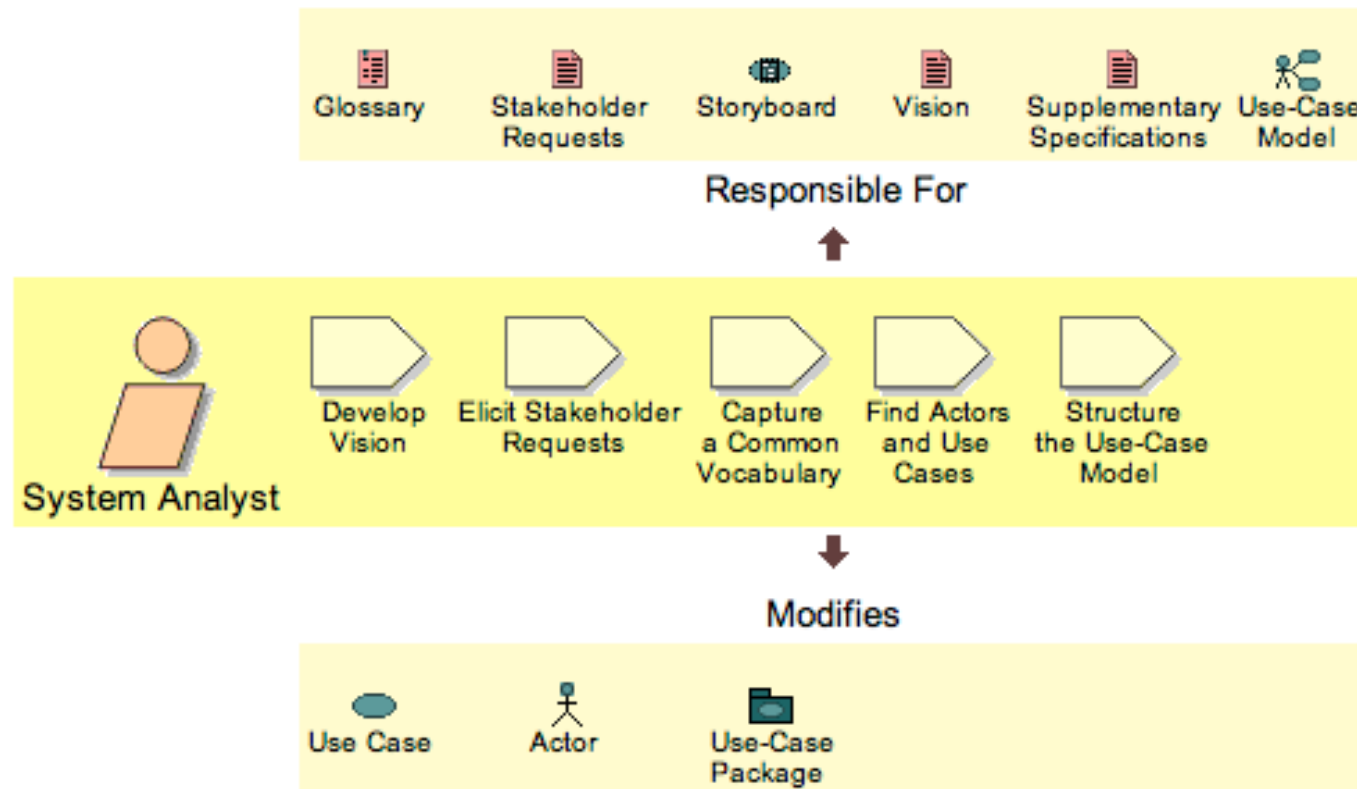 Glossary
Stakeholder
Requests
Storyboard
Vision
Supplementary
Specifications
Use-Case
Model
Responsible For
System Analyst
Develop
Vision
Elicit Stakeholder
Requests
Capture
a Common
Vocabulary
Find Actors
and Use
Cases
Structure
the Use-Case
Model
Modifies
Use Case
Actor
Use-Case
Package